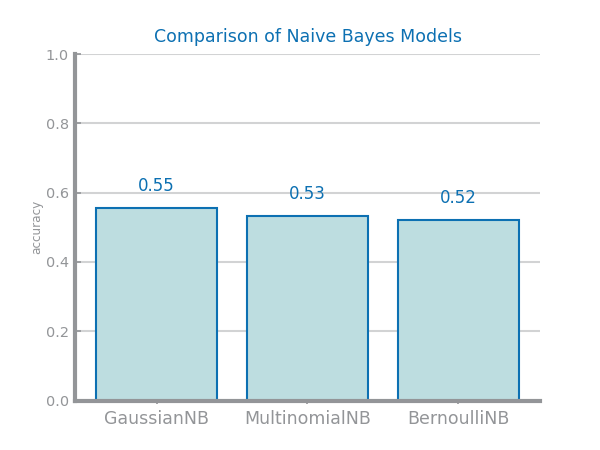 Comparison of Naive Bayes Models
1.0
0.8
0.6
0.4
0.2
0.0
accuracy
0.55
0.53
0.52
GaussianNB
MultinomialNB
BernoulliNB